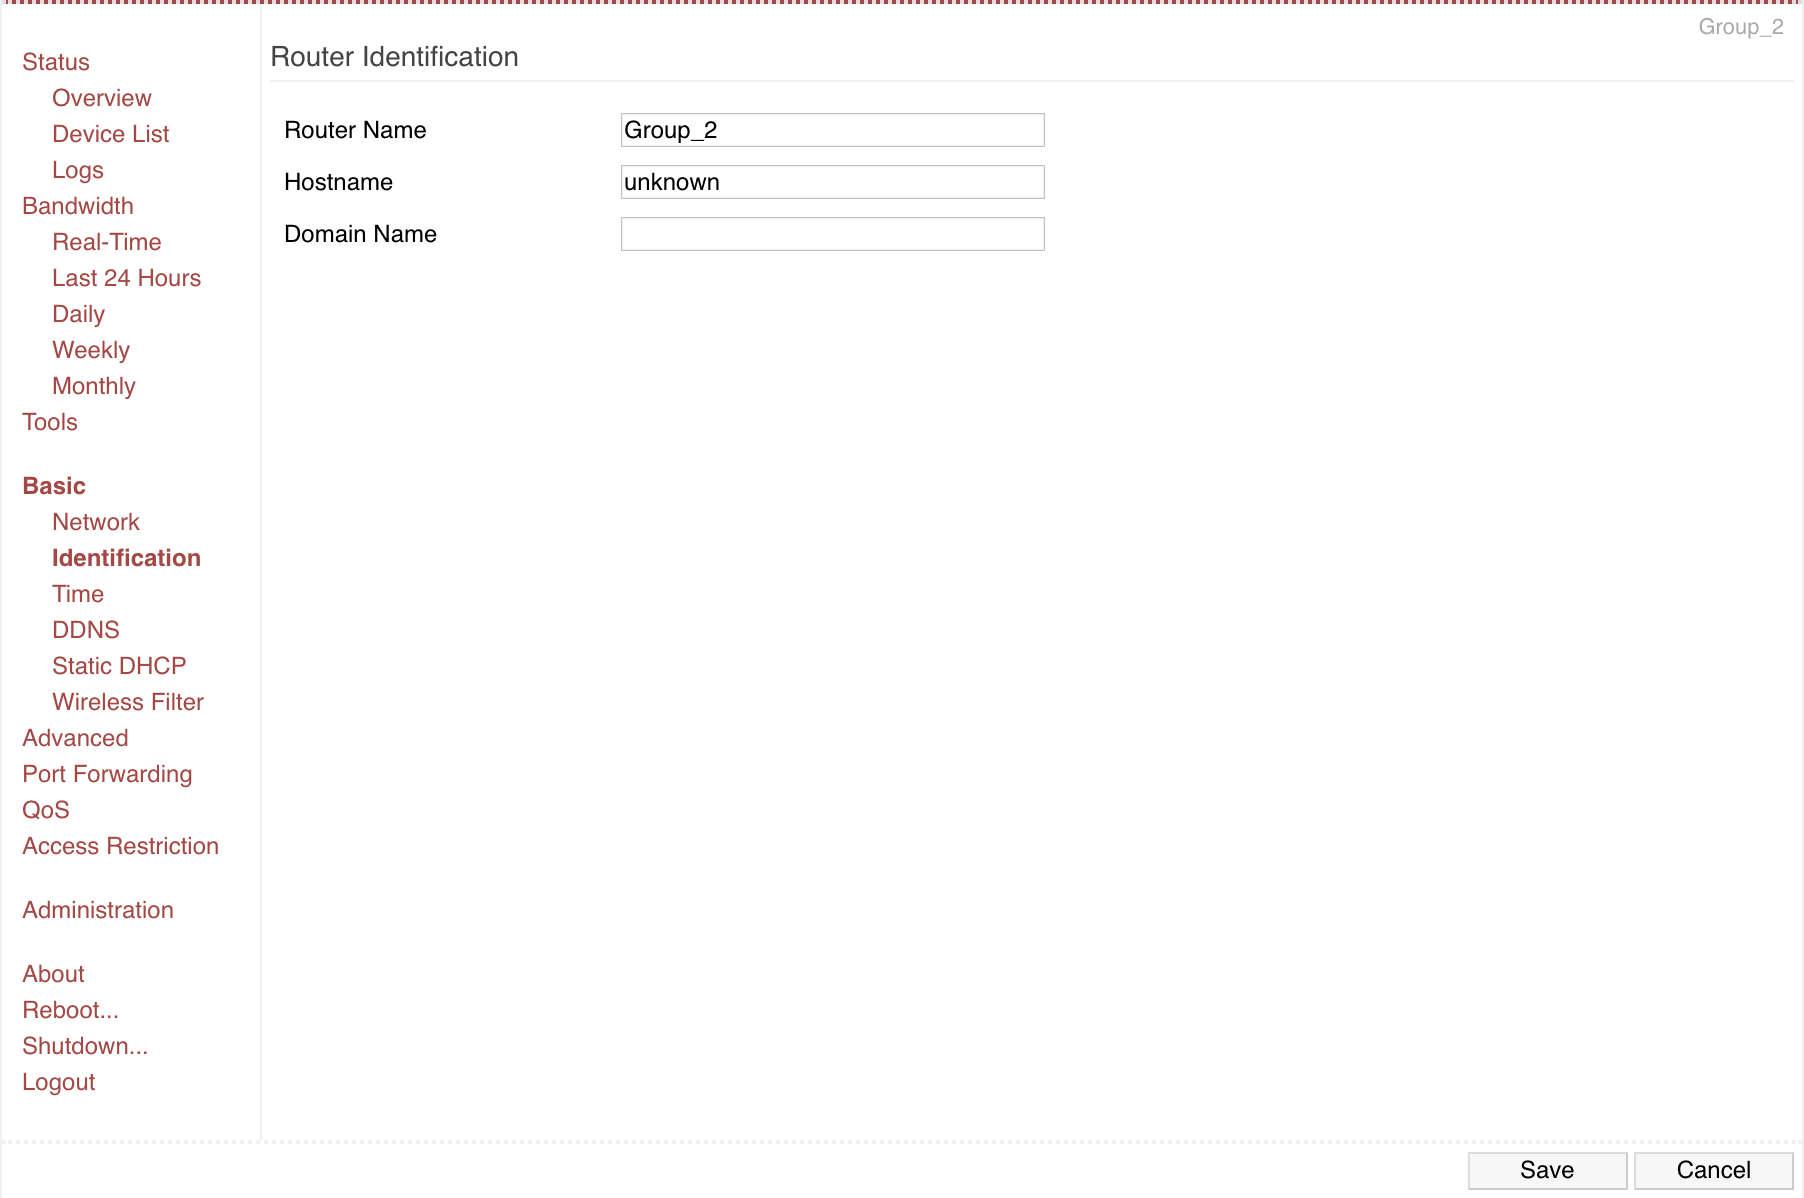 Group_2
Status
Overview
Device List
Logs
Bandwidth
Real-Time
Last 24 Hours
Daily
Weekly
Monthly
Tools
Basic
Network
Identification
Time
DDNS
Static DHCP
Wireless Filter
Advanced
Port Forwarding
QoS
Access Restriction
Administration
About
Reboot...
Shutdown...
Logout
Router Identification
Router Name Group_2
Hostname unknown
Domain Name
Save Cancel